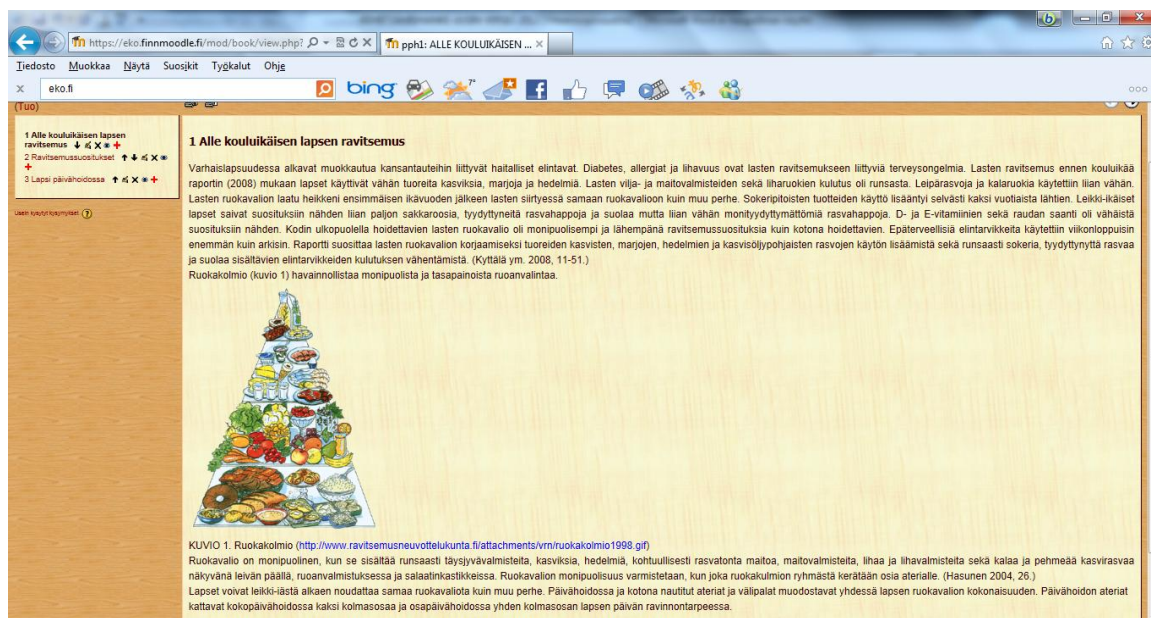 https://eko.finnmoodle.fi/mod/book/view.php?
pph1: ALLE KOULUIKÄISEN ...
Tiedosto Muokkaa Näytä Suosikit Työkalut Ohje
eko.fi
bing
7°
(Tuo)
1 Alle kouluikäisen lapsen
ravitsemus
2 Ravitsemussuositukset
3 Lapsi päivähoidossa
Usein kysytyt kysymykset
1 Alle kouluikäisen lapsen ravitsemus
Varhaislapsuudessa alkavat muokkautua kansantauteihin liittyvät haitalliset elintavat. Diabetes, allergiat ja lihavuus ovat lasten ravitsemukseen liittyviä terveysongelmia. Lasten ravitsemus ennen kouluikää
raportin (2008) mukaan lapset käyttivät vähän tuoreita kasviksia, marjoja ja hedelmiä. Lasten vilja- ja maitovalmisteiden sekä liharuokien kulutus oli runsasta. Leipärasvoja ja kalaruokia käytettiin liian vähän.
Lasten ruokavalion laatu heikkeni ensimmäisen ikävuoden jälkeen lasten siirtyessä samaan ruokavalioon kuin muu perhe. Sokeripitoisten tuotteiden käyttö lisääntyi selvästi kaksi vuotiaista lähtien. Leikki-ikäiset
lapset saivat suosituksiin nähden liian paljon sakkaroosia, tyydyttyneitä rasvahappoja ja suolaa mutta liian vähän monityydyttymättömiä rasvahappoja. D- ja E-vitamiinien sekä raudan saanti oli vähäistä
suosituksiin nähden. Kodin ulkopuolella hoidettavien lasten ruokavalio oli monipuolisempi ja lähempänä ravitsemussuosituksia kuin kotona hoidettavien. Epäterveellisiä elintarvikkeita käytettiin viikonloppuisin
enemmän kuin arkisin. Raportti suosittaa lasten ruokavalion korjaamiseksi tuoreiden kasvisten, marjojen, hedelmien ja kasvisöljypohjaisten rasvojen käytön lisäämistä sekä runsaasti sokeria, tyydyttynyttä rasvaa
ja suolaa sisältävien elintarvikkeiden kulutuksen vähentämistä. (Kyttälä ym. 2008, 11-51.)
Ruokakolmio (kuvio 1) havainnollistaa monipuolista ja tasapainoista ruoanvalintaa.
KUVIO 1. Ruokakolmio (http://www.ravitsemusneuvottelukunta.fi/attachments/vrn/ruokakolmio1998.gif)
Ruokavalio on monipuolinen, kun se sisältää runsaasti täysjyvävalmisteita, kasviksia, hedelmiä, kohtuullisesti rasvatonta maitoa, maitovalmisteita, lihaa ja lihavalmisteita sekä kalaa ja pehmeää kasvirasvaa
näkyvänä leivän päällä, ruoanvalmistuksessa ja salaatinkastikkeissa. Ruokavalion monipuolisuus varmistetaan, kun joka ruokakulmion ryhmästä kerätään osia aterialle. (Hasunen 2004, 26.)
Lapset voivat leikki-iästä alkaen noudattaa samaa ruokavaliota kuin muu perhe. Päivähoidossa ja kotona nautitut ateriat ja välipalat muodostavat yhdessä lapsen ruokavalion kokonaisuuden. Päivähoidon ateriat
kattavat kokopäivähoidossa kaksi kolmasosaa ja osapäivähoidossa yhden kolmasosan lapsen päivän ravinnontarpeessa.